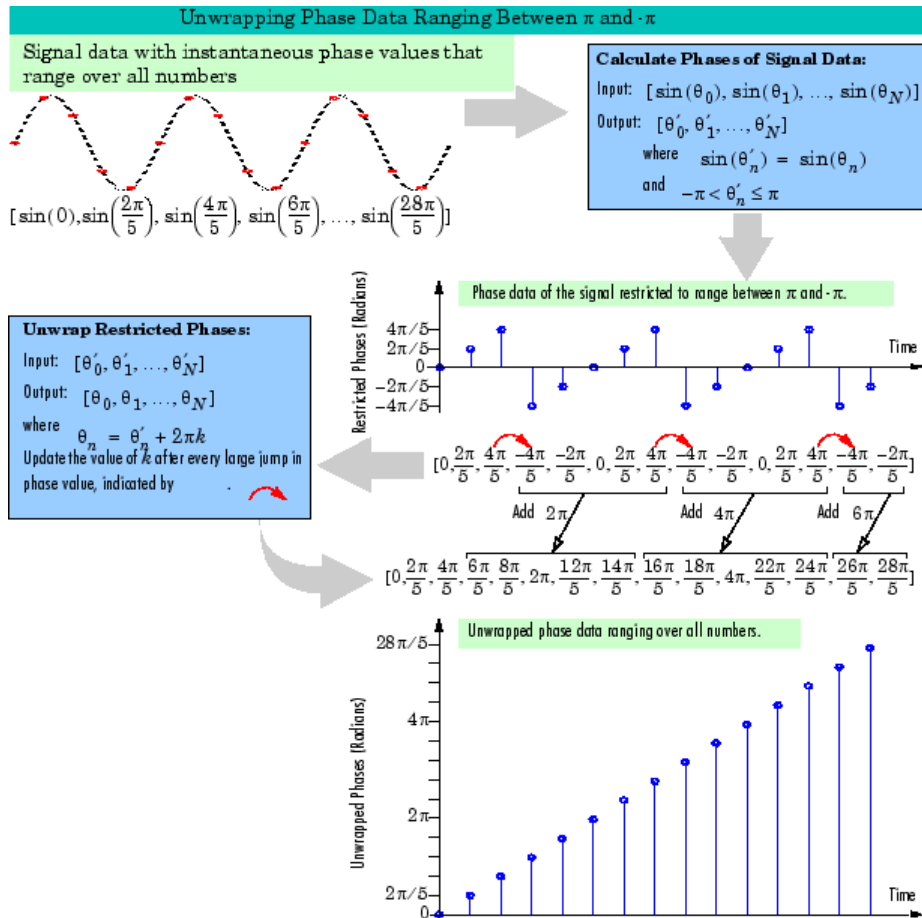 Unwrapping Phase Data Ranging Between π and -π
Signal data with instantaneous phase values that
range over all numbers
[sin(0),sin(2π/5), sin(4π/5), sin(6π/5), ..., sin(28π/5)]
Calculate Phases of Signal Data:
Input: [sin(θ₀), sin(θ₁), ..., sin(θ_N)]
Output: [θ′₀, θ′₁, ..., θ′_N]
where sin(θ′ₙ) = sin(θₙ)
and -π < θ′ₙ ≤ π
Phase data of the signal restricted to range between π and -π.
Restricted Phases (Radians)
4π/5
2π/5
0
-2π/5
-4π/5
Time
Unwrap Restricted Phases:
Input: [θ′₀, θ′₁, ..., θ′_N]
Output: [θ₀, θ₁, ..., θ_N]
where
θₙ = θ′ₙ + 2πk
Update the value of k after every large jump in
phase value, indicated by .
[0, 2π/5, 4π/5, -4π/5, -2π/5, 0, 2π/5, 4π/5, -4π/5, -2π/5, 0, 2π/5, 4π/5, -4π/5, -2π/5]
Add 2π Add 4π Add 6π
[0, 2π/5, 4π/5, 6π/5, 8π/5, 2π, 12π/5, 14π/5, 16π/5, 18π/5, 4π, 22π/5, 24π/5, 26π/5, 28π/5]
Unwrapped phase data ranging over all numbers.
Unwrapped Phases (Radians)
28π/5
4π
2π
2π/5
0
Time